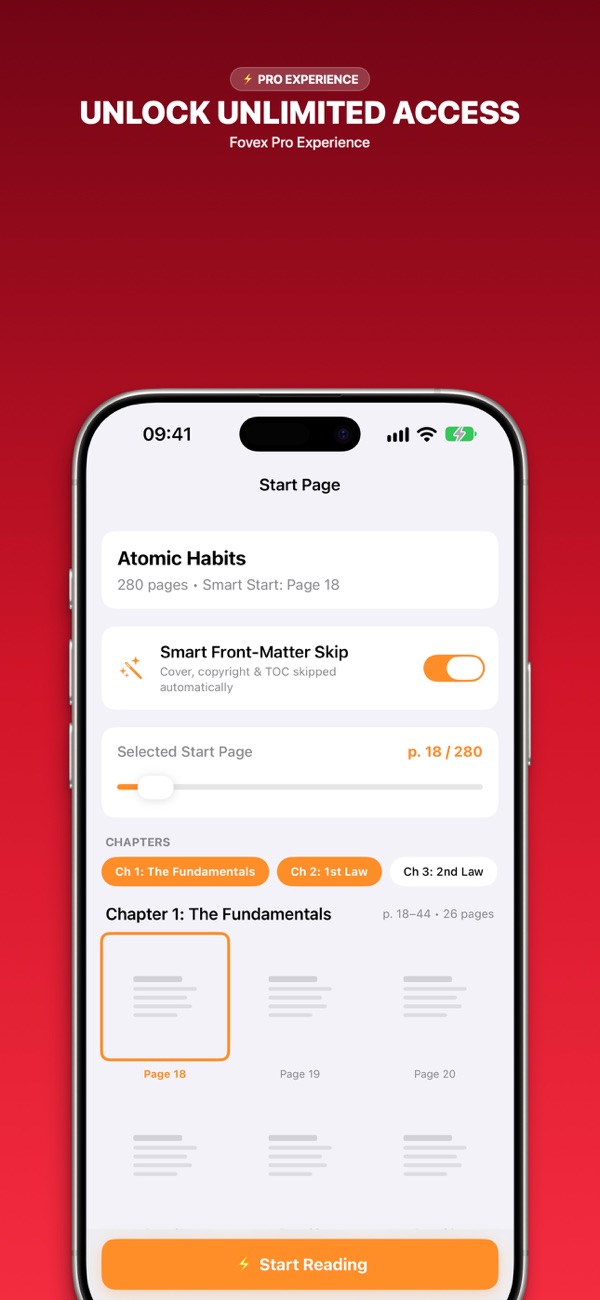 ⚡ PRO EXPERIENCE
UNLOCK UNLIMITED ACCESS
Fovex Pro Experience
09:41
Start Page
Atomic Habits
280 pages • Smart Start: Page 18
Smart Front-Matter Skip
Cover, copyright & TOC skipped
automatically
Selected Start Page
p. 18 / 280
CHAPTERS
Ch 1: The Fundamentals
Ch 2: 1st Law
Ch 3: 2nd Law
Chapter 1: The Fundamentals
p. 18–44 • 26 pages
Page 18
Page 19
Page 20
⚡ Start Reading